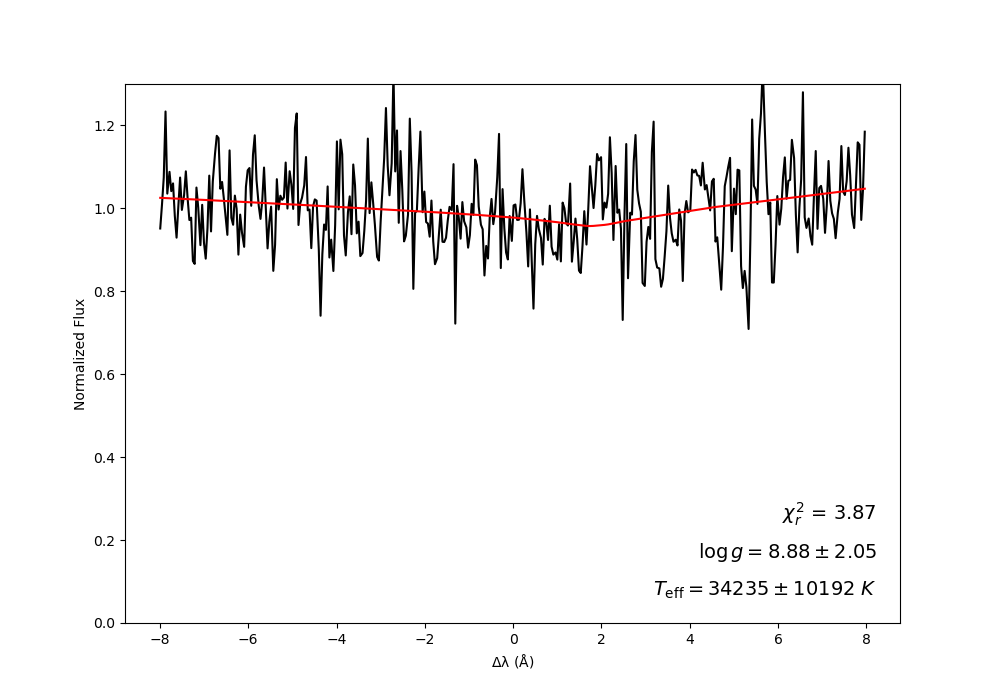 1.2
1.0
0.8
0.6
0.4
0.2
0.0
Normalized Flux
χ²ᵣ = 3.87
log g = 8.88 ± 2.05
T_eff = 34235 ± 10192 K
−8 −6 −4 −2 0 2 4 6 8
Δλ (Å)